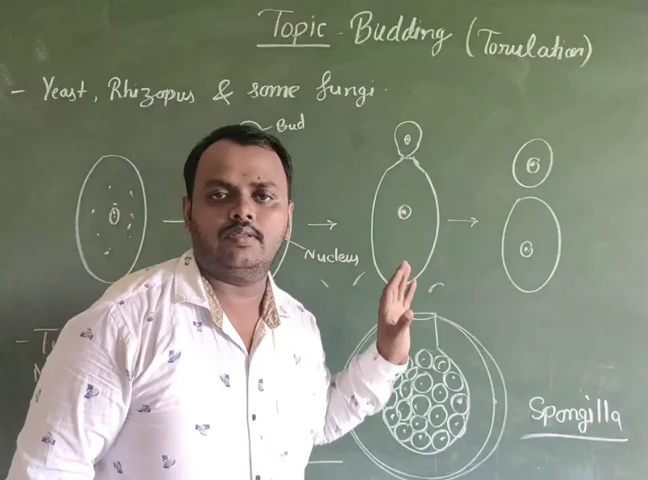 Topic - Budding (Torulation)
- Yeast, Rhizopus & some fungi.
Bud
Nucleus
Spongilla